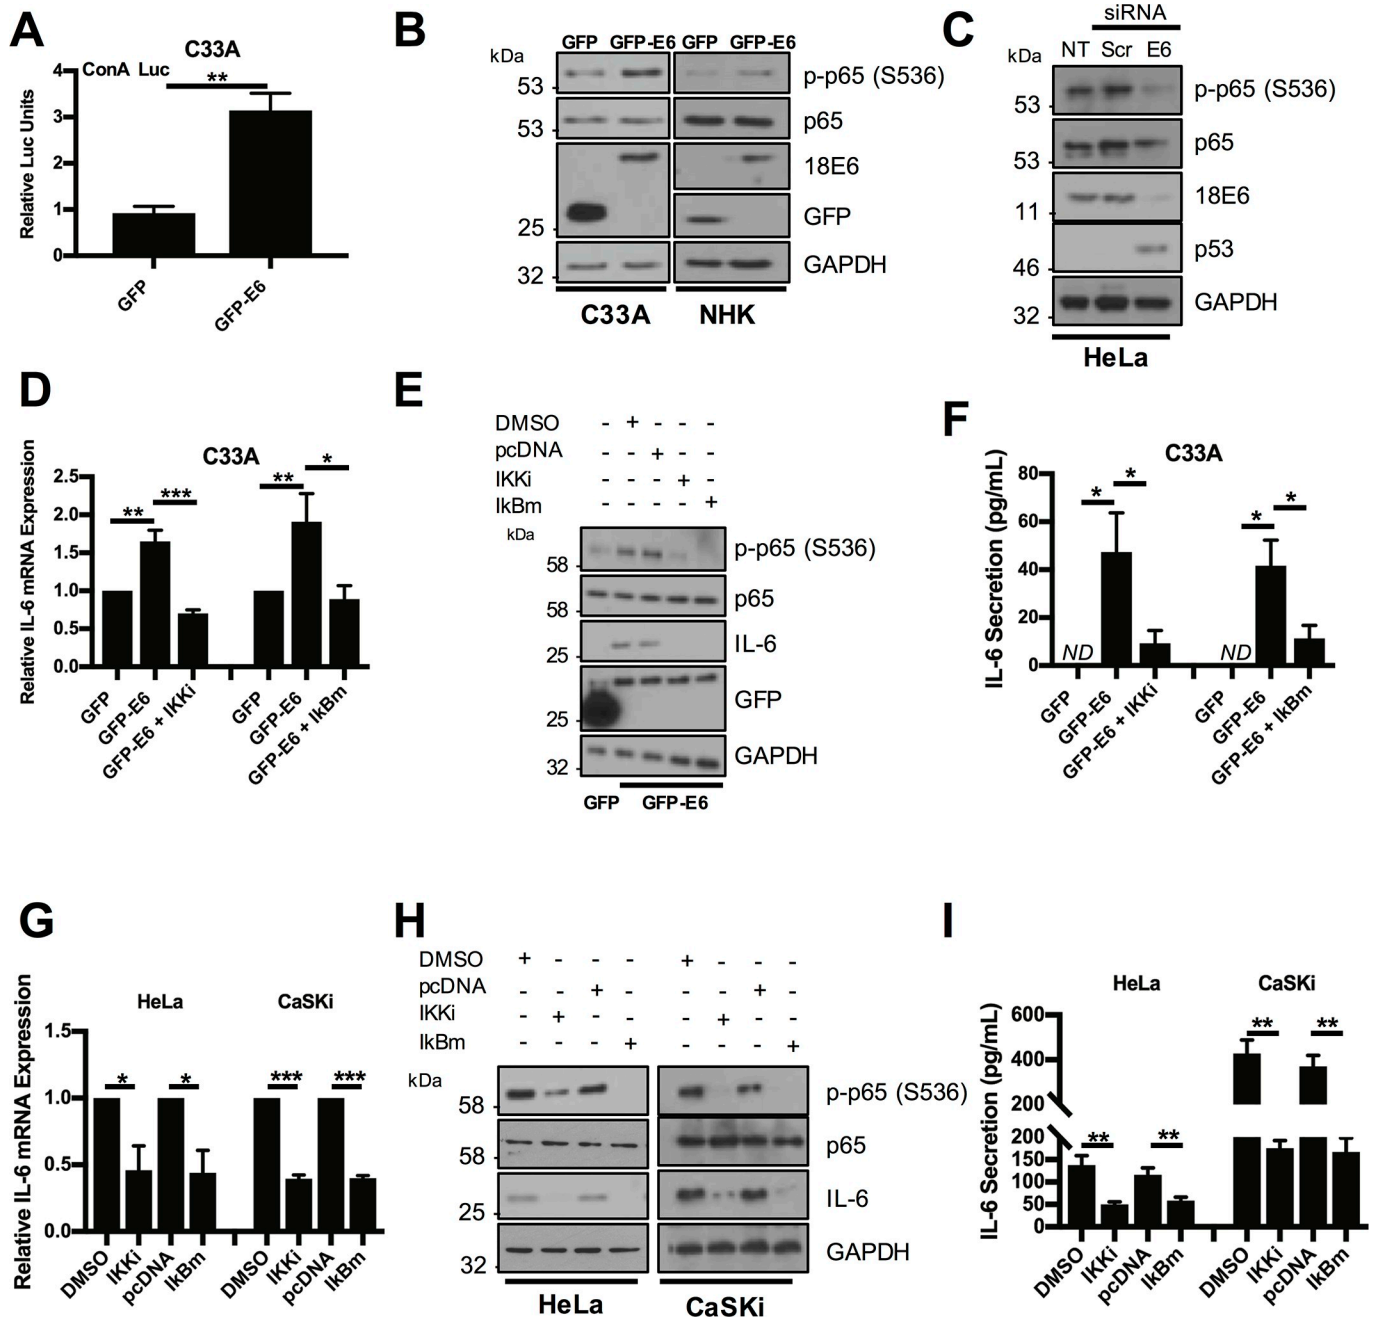 A
C33A
ConA Luc
**
Relative Luc Units
4
3
2
1
0
GFP
GFP-E6
B
kDa
GFP GFP-E6 GFP GFP-E6
53
p-p65 (S536)
53
p65
18E6
25
GFP
32
GAPDH
C33A
NHK
C
siRNA
kDa
NT Scr E6
53
p-p65 (S536)
53
p65
11
18E6
46
p53
32
GAPDH
HeLa
D
C33A
Relative IL-6 mRNA Expression
2.5
2.0
1.5
1.0
0.5
0.0
** *** ** *
GFP
GFP-E6
GFP-E6 + IKKi
GFP
GFP-E6
GFP-E6 + IkBm
E
DMSO - + - - -
pcDNA - - + - -
IKKi - - - + -
IkBm - - - - +
kDa
58
p-p65 (S536)
58
p65
25
IL-6
25
GFP
32
GAPDH
GFP GFP-E6
F
C33A
IL-6 Secretion (pg/mL)
80
60
40
20
0
* * * *
ND ND
GFP
GFP-E6
GFP-E6 + IKKi
GFP
GFP-E6
GFP-E6 + IkBm
G
HeLa CaSKi
Relative IL-6 mRNA Expression
1.5
1.0
0.5
0.0
* * *** ***
DMSO
IKKi
pcDNA
IkBm
DMSO
IKKi
pcDNA
IkBm
H
DMSO + - - - + - - -
pcDNA - - + - - - + -
IKKi - + - - - + - -
IkBm - - - + - - - +
kDa
58
p-p65 (S536)
58
p65
25
IL-6
32
GAPDH
HeLa
CaSKi
I
HeLa CaSKi
IL-6 Secretion (pg/mL)
600
400
200
200
150
100
50
0
** ** ** **
DMSO
IKKi
pcDNA
IkBm
DMSO
IKKi
pcDNA
IkBm